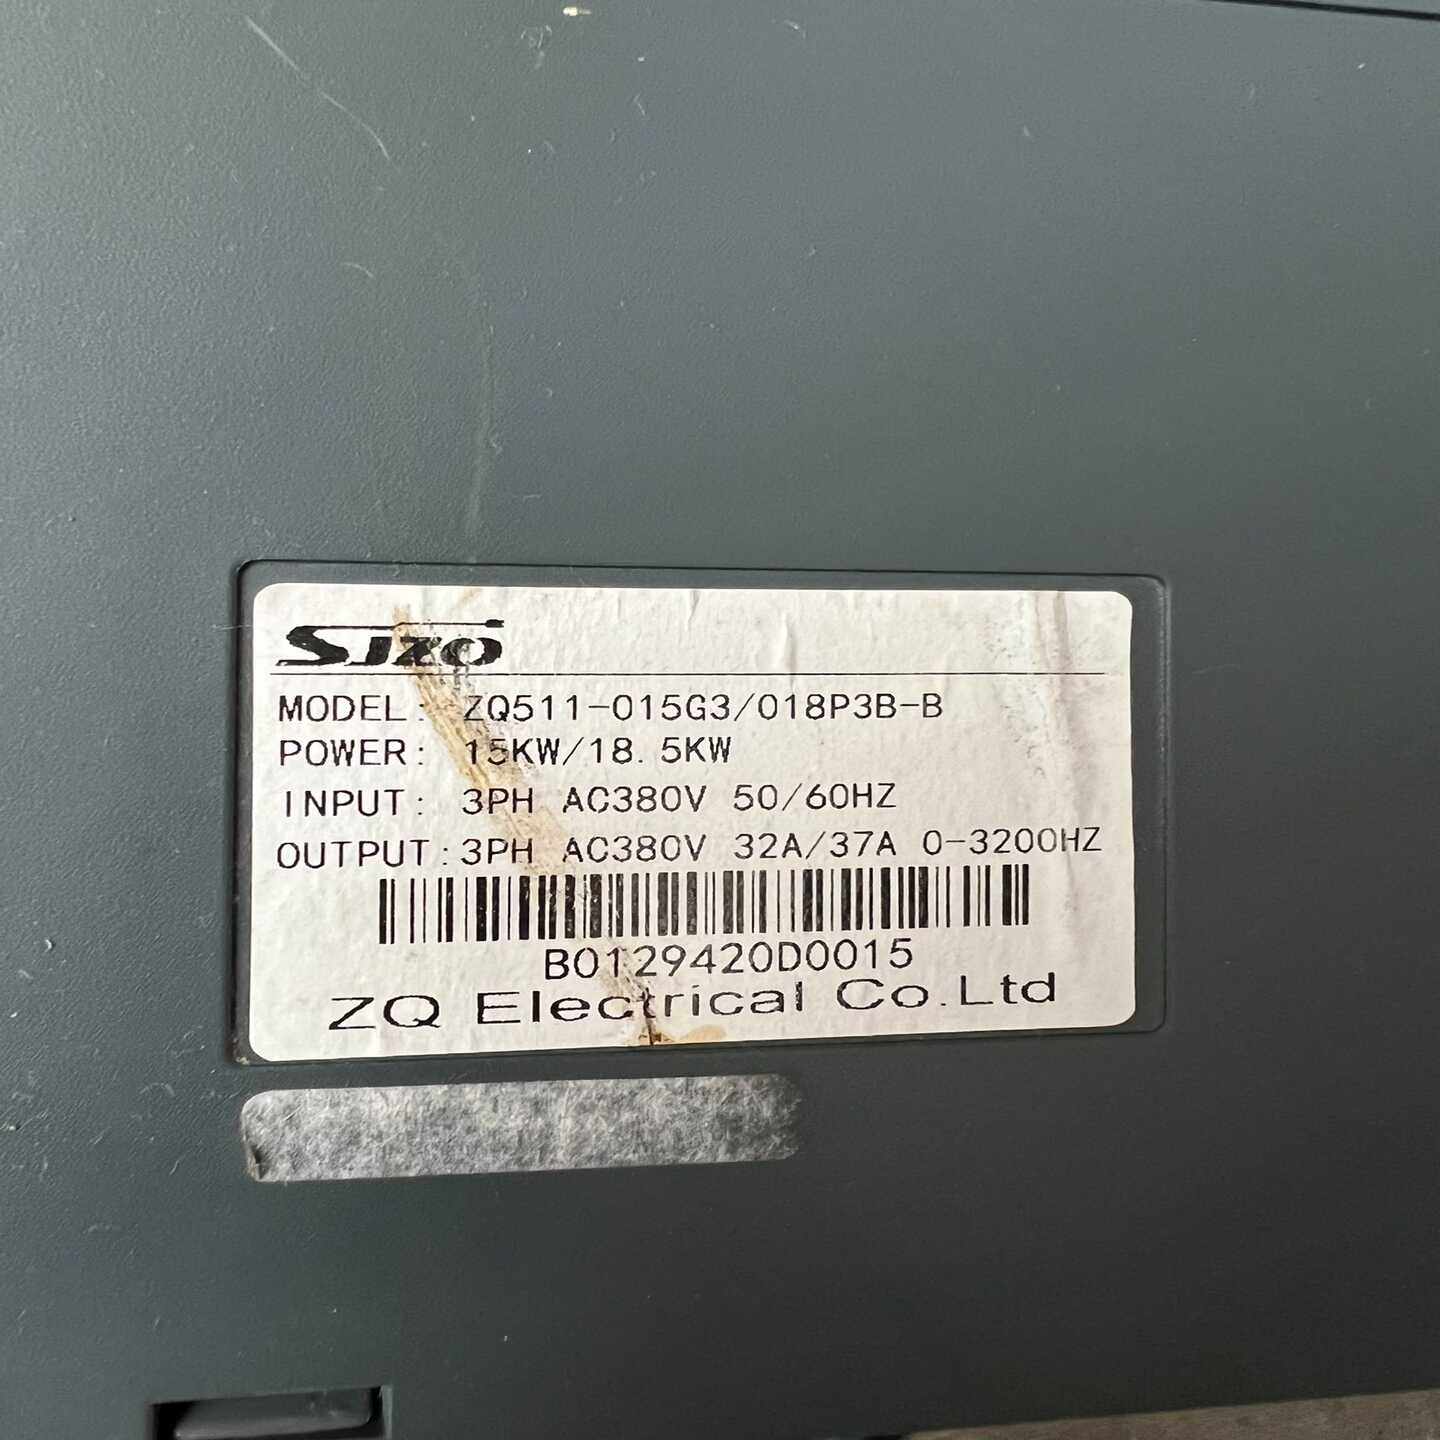 SJZO
MODEL: ZQ511-015G3/018P3B-B
POWER: 15KW/18.5KW
INPUT: 3PH AC380V 50/60HZ
OUTPUT: 3PH AC380V 32A/37A 0-3200HZ
B0129420D0015
ZQ Electrical Co.Ltd